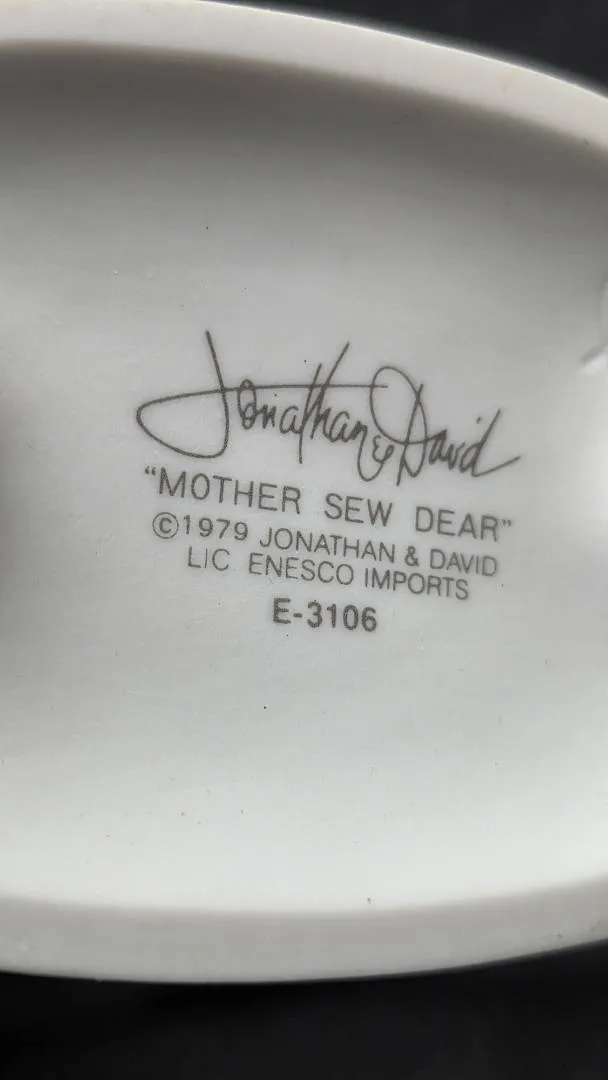 Jonathan & David
"MOTHER SEW DEAR"
©1979 JONATHAN & DAVID
LIC. ENESCO IMPORTS
E-3106